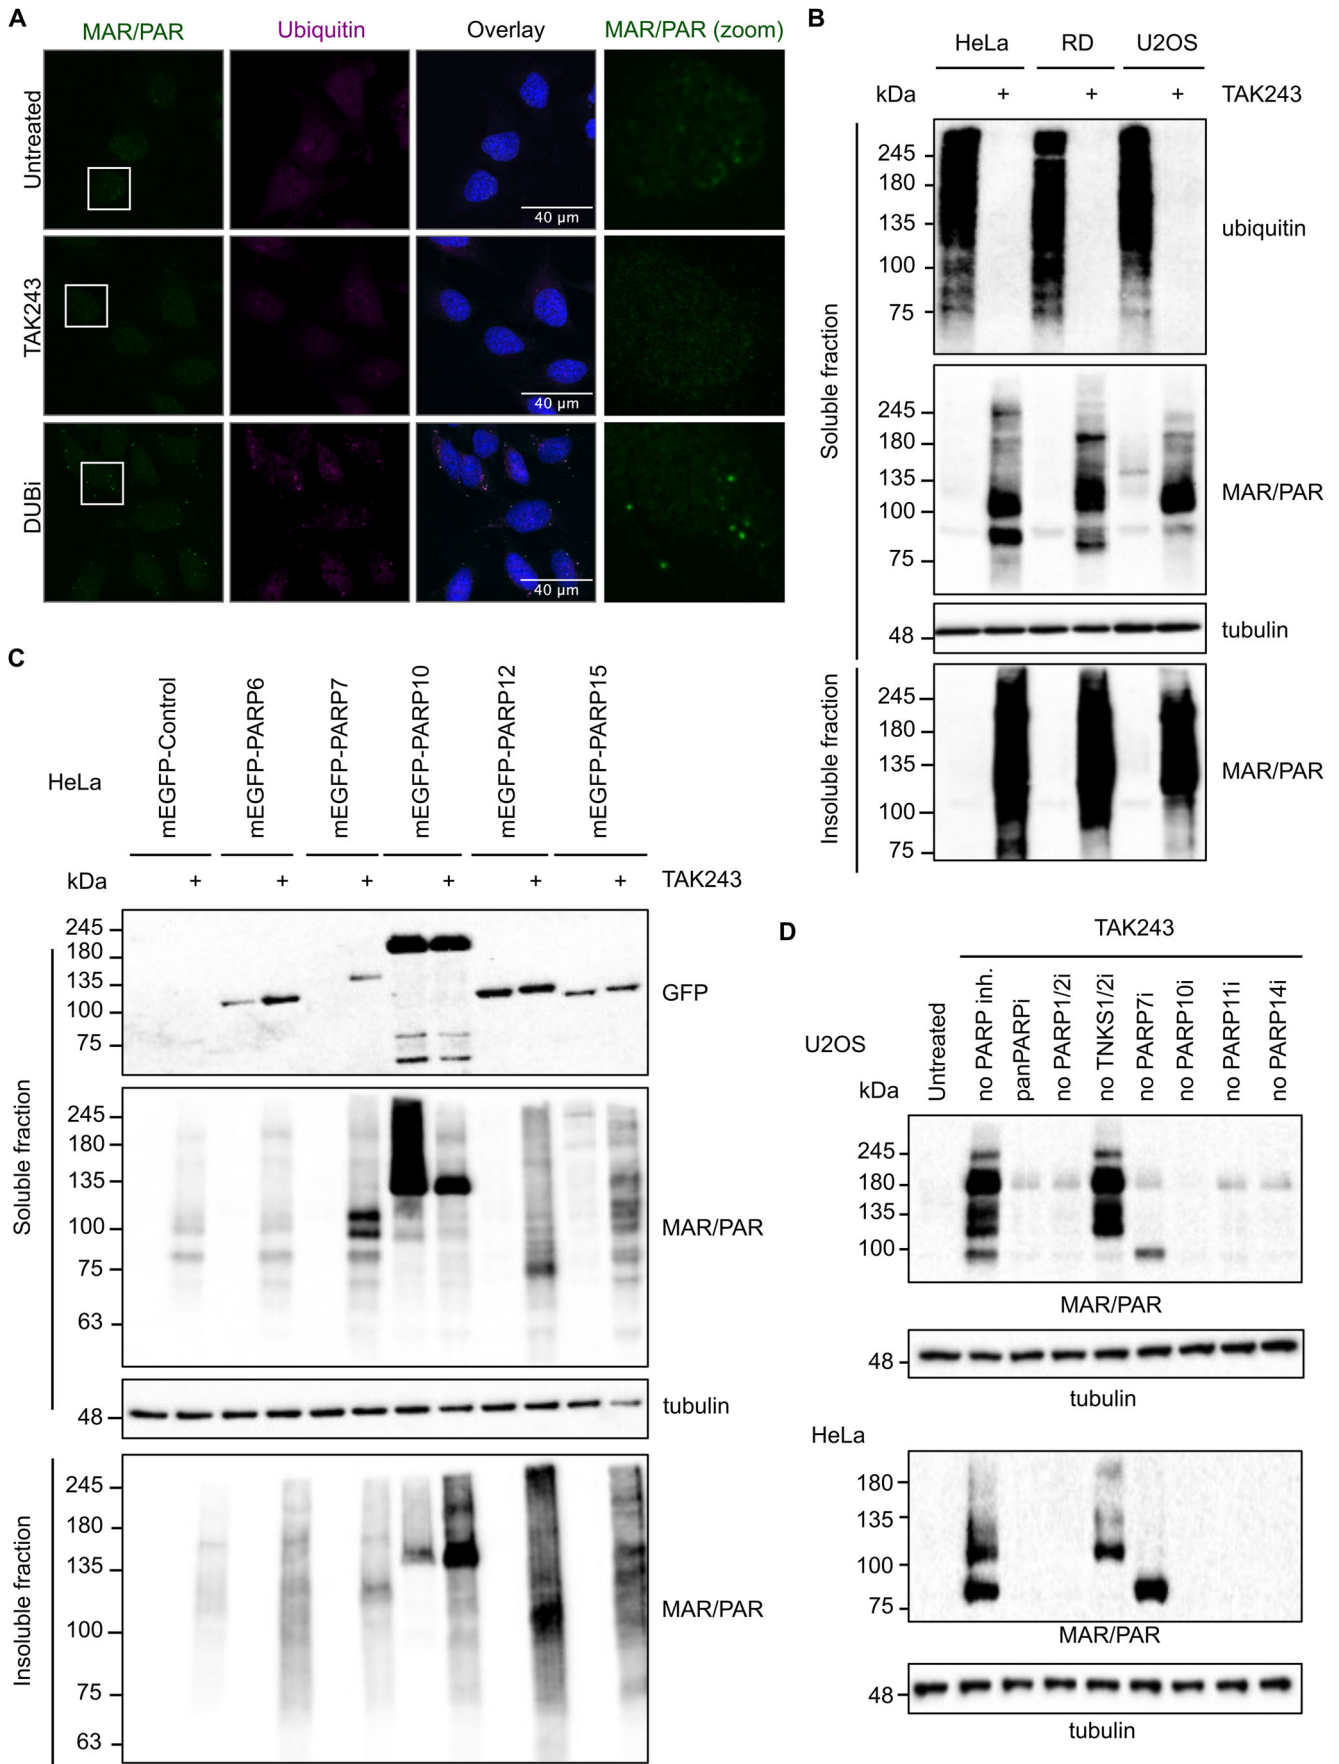 A
MAR/PAR
Ubiquitin
Overlay
MAR/PAR (zoom)
Untreated
40 µm
TAK243
40 µm
DUBi
40 µm
B
HeLa
RD
U2OS
kDa
+
+
+
TAK243
Soluble fraction
245
180
135
100
75
ubiquitin
245
180
135
100
75
MAR/PAR
48
tubulin
Insoluble fraction
245
180
135
100
75
MAR/PAR
C
HeLa
mEGFP-Control
mEGFP-PARP6
mEGFP-PARP7
mEGFP-PARP10
mEGFP-PARP12
mEGFP-PARP15
kDa
+
+
+
+
+
+
TAK243
Soluble fraction
245
180
135
100
75
GFP
245
180
135
100
75
63
MAR/PAR
48
tubulin
Insoluble fraction
245
180
135
100
75
63
MAR/PAR
D
TAK243
U2OS
kDa
Untreated
no PARP inh.
panPARPi
no PARP1/2i
no TNKS1/2i
no PARP7i
no PARP10i
no PARP11i
no PARP14i
245
180
135
100
MAR/PAR
48
tubulin
HeLa
180
135
100
75
MAR/PAR
48
tubulin